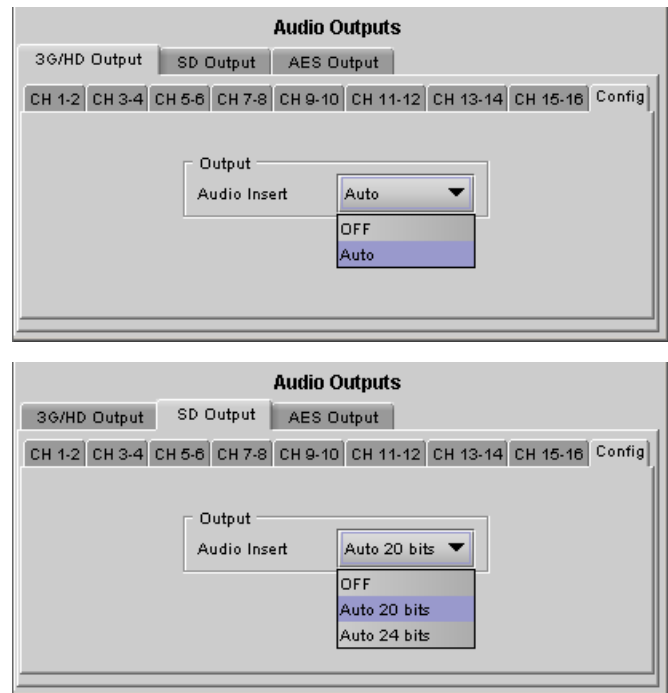 Audio Outputs
3G/HD Output SD Output AES Output
CH 1-2 CH 3-4 CH 5-6 CH 7-8 CH 9-10 CH 11-12 CH 13-14 CH 15-16 Config
Output
Audio Insert Auto
OFF
Auto
Audio Outputs
3G/HD Output SD Output AES Output
CH 1-2 CH 3-4 CH 5-6 CH 7-8 CH 9-10 CH 11-12 CH 13-14 CH 15-16 Config
Output
Audio Insert Auto 20 bits
OFF
Auto 20 bits
Auto 24 bits